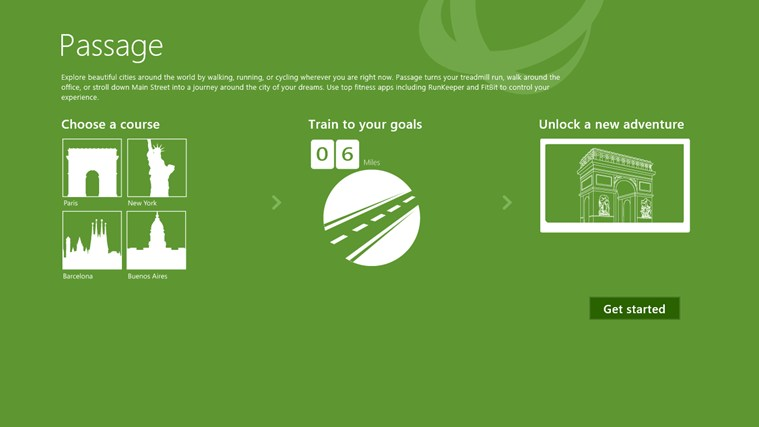 Passage
Explore beautiful cities around the world by walking, running, or cycling wherever you are right now. Passage turns your treadmill run, walk around the
office, or stroll down Main Street into a journey around the city of your dreams. Use top fitness apps including RunKeeper and FitBit to control your
experience.
Choose a course
Paris
New York
Barcelona
Buenos Aires
Train to your goals
06
Miles
Unlock a new adventure
Get started